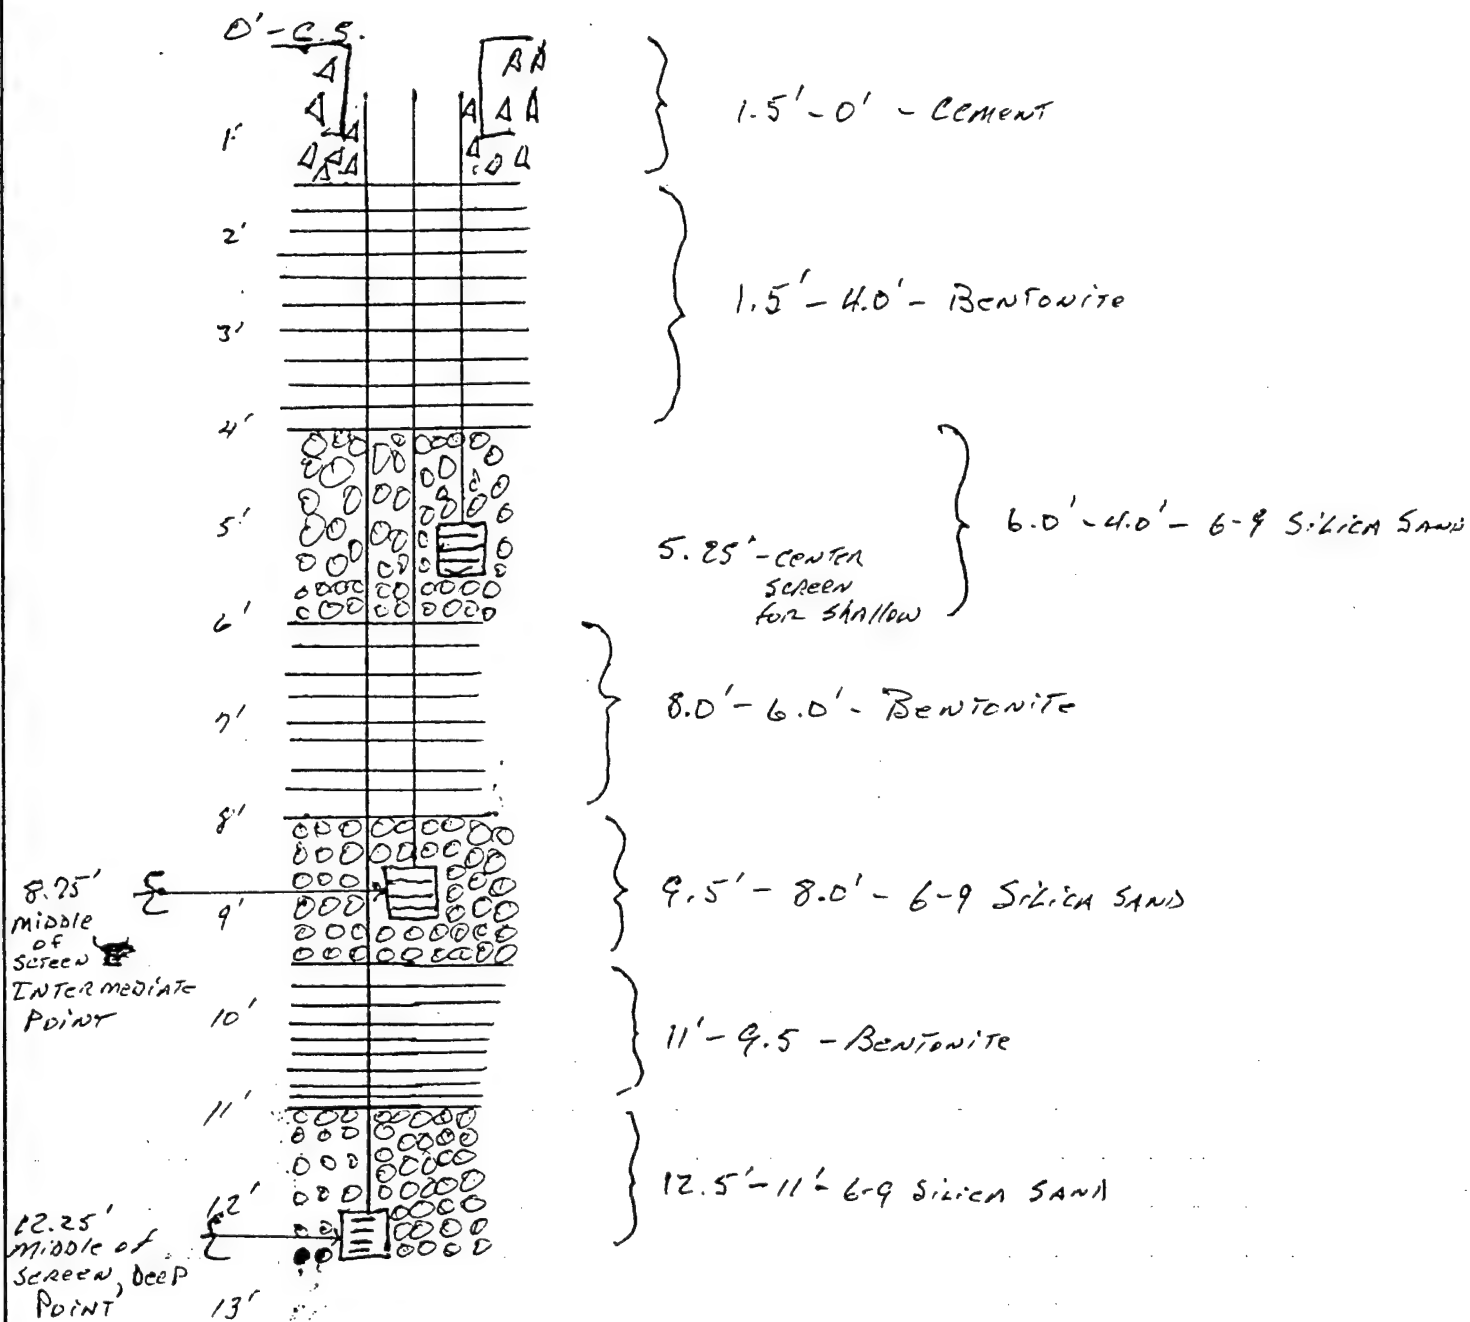 0' - C.S.
1'
1.5' - 0' - CEMENT
2'
1.5' - 4.0' - BENTONITE
3'
4'
5'
6.0' - 4.0' - 6-9 SILICA SAND
5.25' - CENTER
SCREEN
FOR SHALLOW
6'
8.0' - 6.0' - BENTONITE
7'
8'
8.75'
MIDDLE
OF
SCREEN
INTERMEDIATE
POINT
9'
9.5' - 8.0' - 6-9 SILICA SAND
10'
11' - 9.5 - BENTONITE
11'
12.5' - 11' - 6-9 SILICA SAND
12'
12.25'
MIDDLE OF
SCREEN, DEEP
POINT
13'